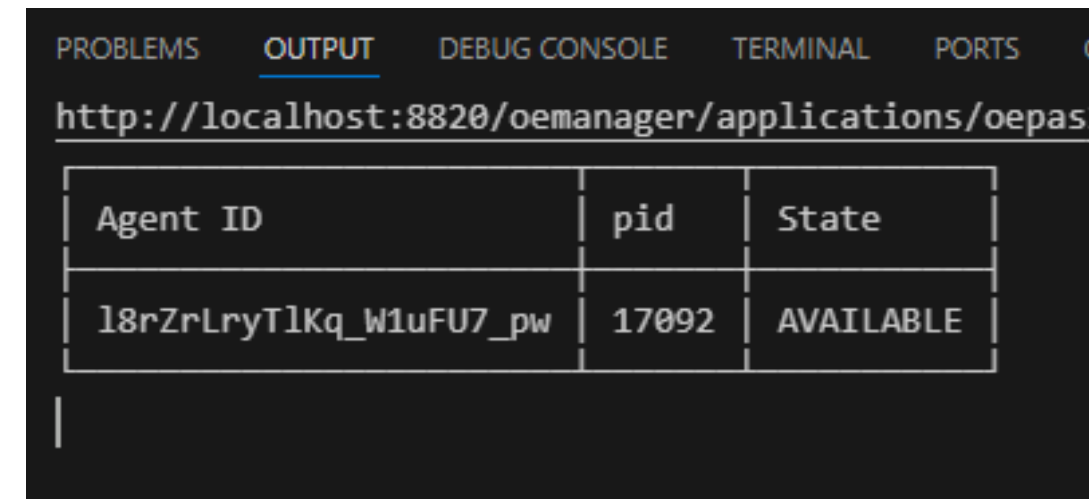 PROBLEMS OUTPUT DEBUG CONSOLE TERMINAL PORTS
http://localhost:8820/oemanager/applications/oepas
Agent ID pid State
l8rZrLryTlKq_W1uFU7_pw 17092 AVAILABLE